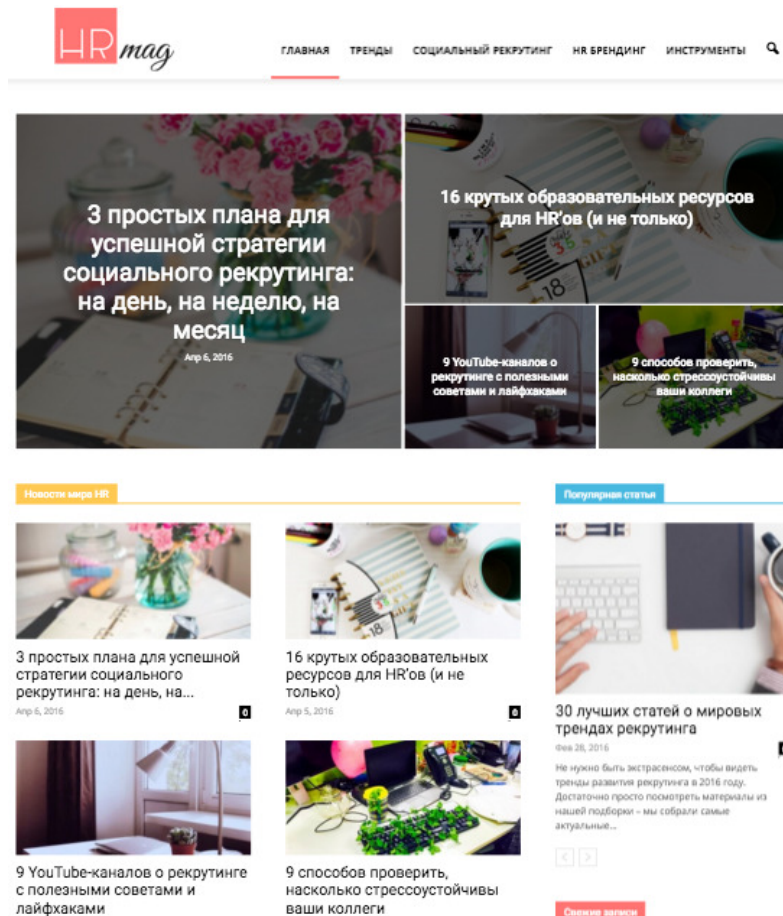 HR mag
ГЛАВНАЯ ТРЕНДЫ СОЦИАЛЬНЫЙ РЕКРУТИНГ HR БРЕНДИНГ ИНСТРУМЕНТЫ
3 простых плана для
успешной стратегии
социального рекрутинга:
на день, на неделю, на
месяц
Апр 6, 2016
16 крутых образовательных ресурсов
для HR'ов (и не только)
9 YouTube-каналов о
рекрутинге с полезными
советами и лайфхаками
9 способов проверить,
насколько стрессоустойчивы
ваши коллеги
Новости мира HR
3 простых плана для успешной
стратегии социального
рекрутинга: на день, на...
Апр 6, 2016
0
16 крутых образовательных
ресурсов для HR'ов (и не
только)
Апр 5, 2016
0
9 YouTube-каналов о рекрутинге
с полезными советами и
лайфхаками
9 способов проверить,
насколько стрессоустойчивы
ваши коллеги
Популярная статья
30 лучших статей о мировых
трендах рекрутинга
Фев 28, 2016
Не нужно быть экстрасенсом, чтобы видеть
тренды развития рекрутинга в 2016 году.
Достаточно просто посмотреть материалы из
нашей подборки – мы собрали самые
актуальные...
Свежие записи